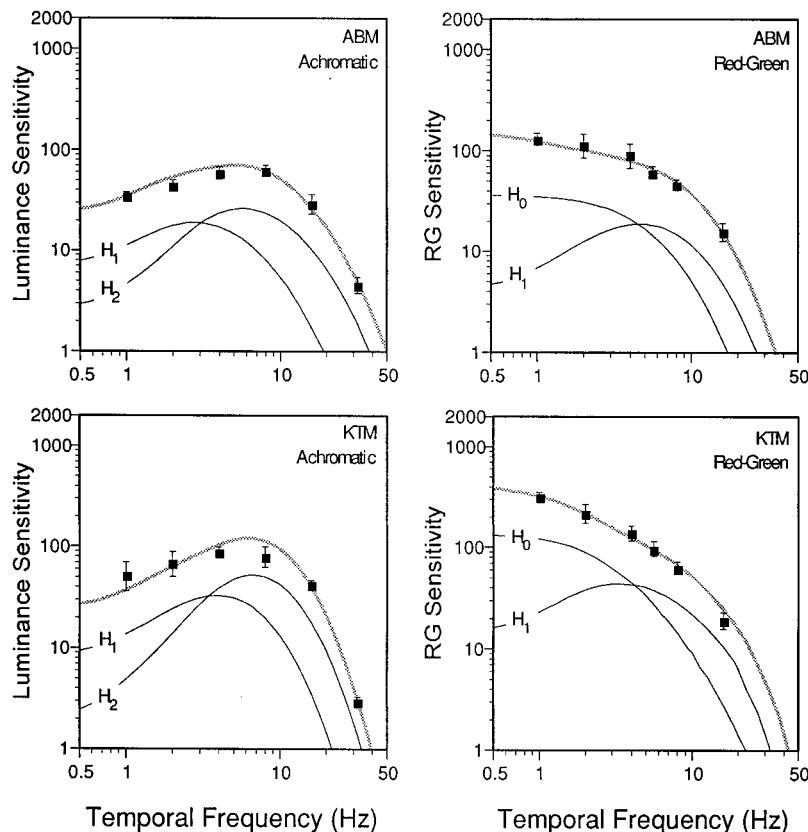 2000
1000
100
10
1
0.5
1
10
50
Luminance Sensitivity
ABM
Achromatic
H1
H2
2000
1000
100
10
1
0.5
1
10
50
RG Sensitivity
ABM
Red-Green
H0
H1
2000
1000
100
10
1
0.5
1
10
50
Luminance Sensitivity
KTM
Achromatic
H1
H2
Temporal Frequency (Hz)
2000
1000
100
10
1
0.5
1
10
50
RG Sensitivity
KTM
Red-Green
H0
H1
Temporal Frequency (Hz)